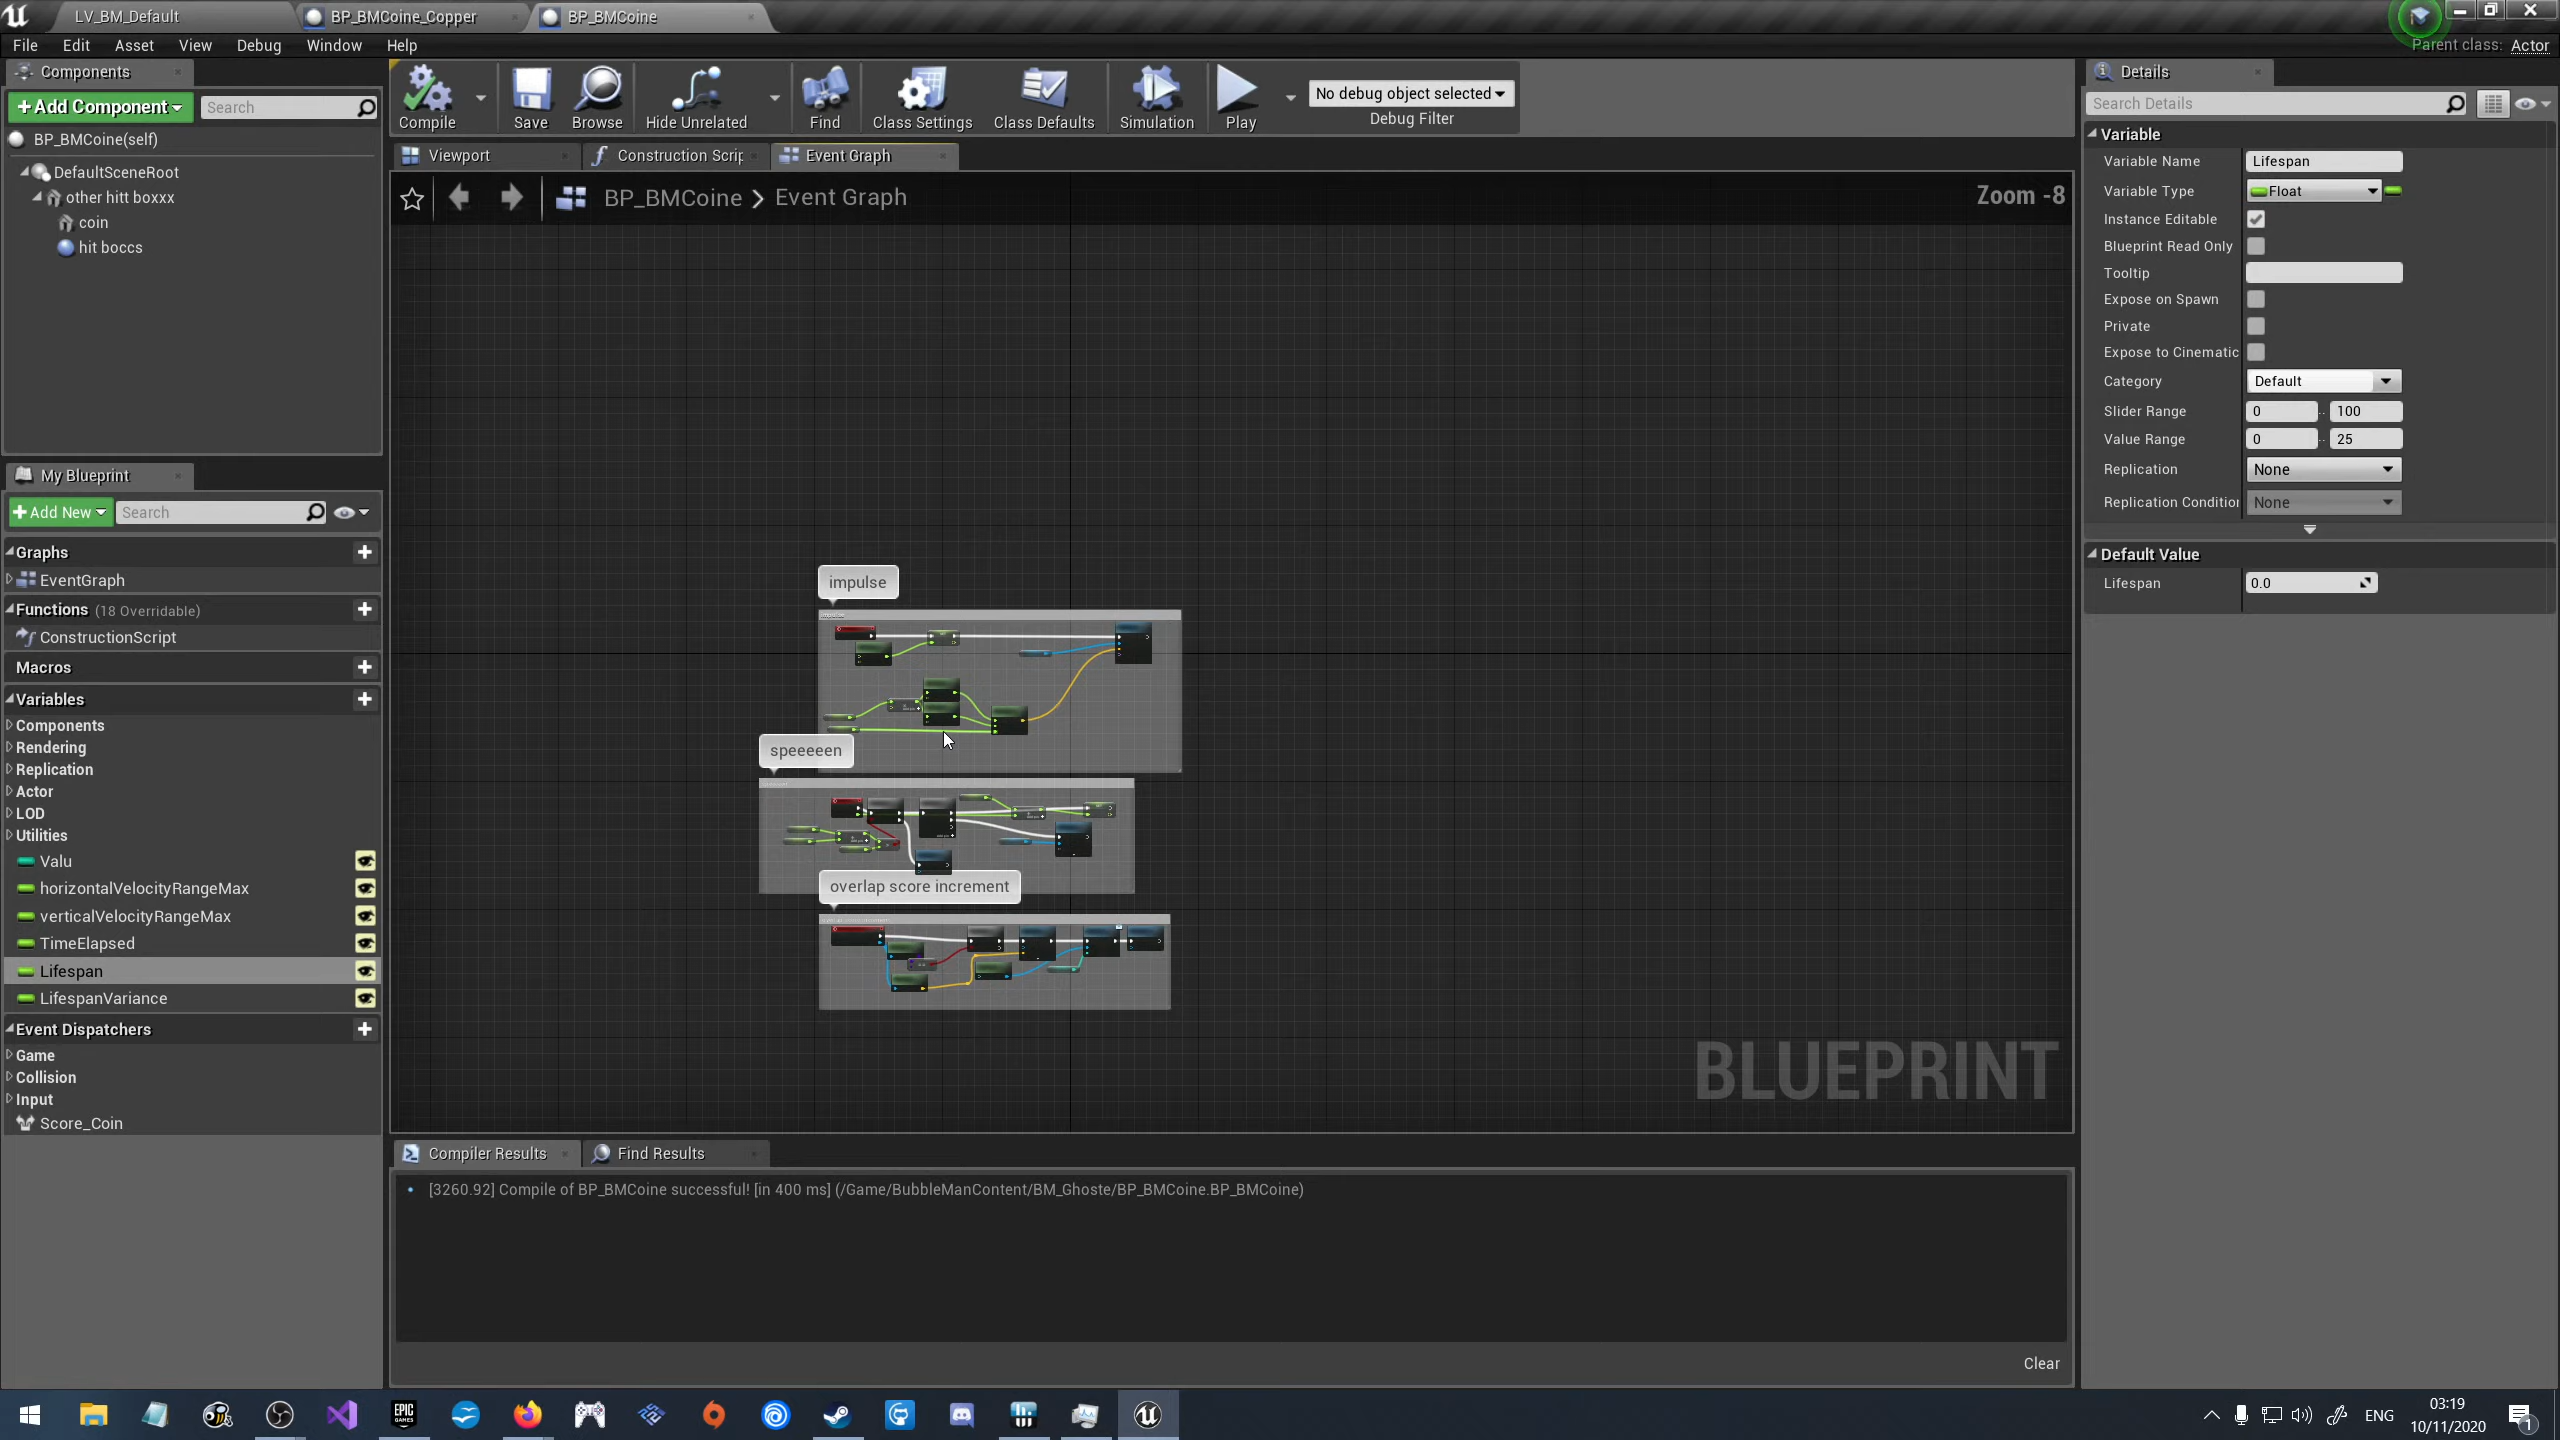 LV_BM_Default
BP_BMCoine_Copper
BP_BMCoine
File Edit Asset View Debug Window Help
Parent class: Actor
Components
Add Component
Search
BP_BMCoine(self)
DefaultSceneRoot
other hitt boxxx
coin
hit boccs
Compile
Save
Browse
Hide Unrelated
Find
Class Settings
Class Defaults
Simulation
Play
No debug object selected
Debug Filter
Viewport
Construction Scrip
Event Graph
BP_BMCoine > Event Graph
Zoom -8
impulse
speeeeen
overlap score increment
BLUEPRINT
My Blueprint
Add New
Search
Graphs
EventGraph
Functions (18 Overridable)
ConstructionScript
Macros
Variables
Components
Rendering
Replication
Actor
LOD
Utilities
Valu
horizontalVelocityRangeMax
verticalVelocityRangeMax
TimeElapsed
Lifespan
LifespanVariance
Event Dispatchers
Game
Collision
Input
Score_Coin
Compiler Results
Find Results
[3260.92] Compile of BP_BMCoine successful! [in 400 ms] (/Game/BubbleManContent/BM_Ghoste/BP_BMCoine.BP_BMCoine)
Clear
Details
Search Details
Variable
Variable Name Lifespan
Variable Type Float
Instance Editable
Blueprint Read Only
Tooltip
Expose on Spawn
Private
Expose to Cinematic
Category Default
Slider Range 0 .. 100
Value Range 0 .. 25
Replication None
Replication Condition None
Default Value
Lifespan 0.0
EPIC GAMES
ENG
03:19
10/11/2020
1